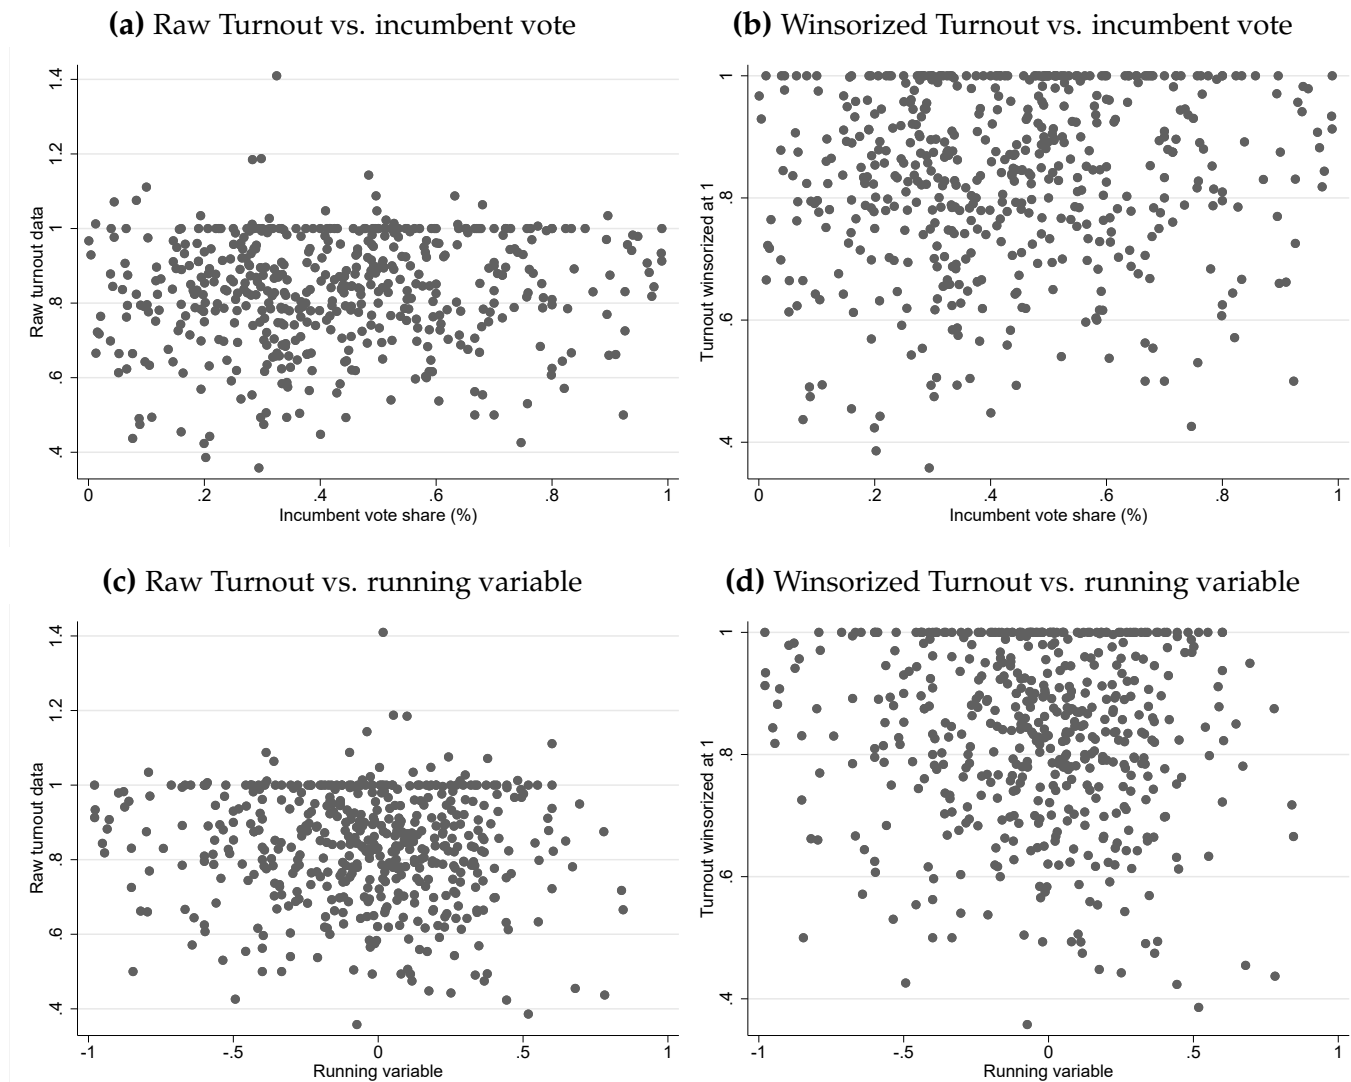 (a) Raw Turnout vs. incumbent vote
Raw turnout data
1.4
1.2
1
.8
.6
.4
0 .2 .4 .6 .8 1
Incumbent vote share (%)
(b) Winsorized Turnout vs. incumbent vote
Turnout winsorized at 1
1
.8
.6
.4
0 .2 .4 .6 .8 1
Incumbent vote share (%)
(c) Raw Turnout vs. running variable
Raw turnout data
1.4
1.2
1
.8
.6
.4
-1 -.5 0 .5 1
Running variable
(d) Winsorized Turnout vs. running variable
Turnout winsorized at 1
1
.8
.6
.4
-1 -.5 0 .5 1
Running variable